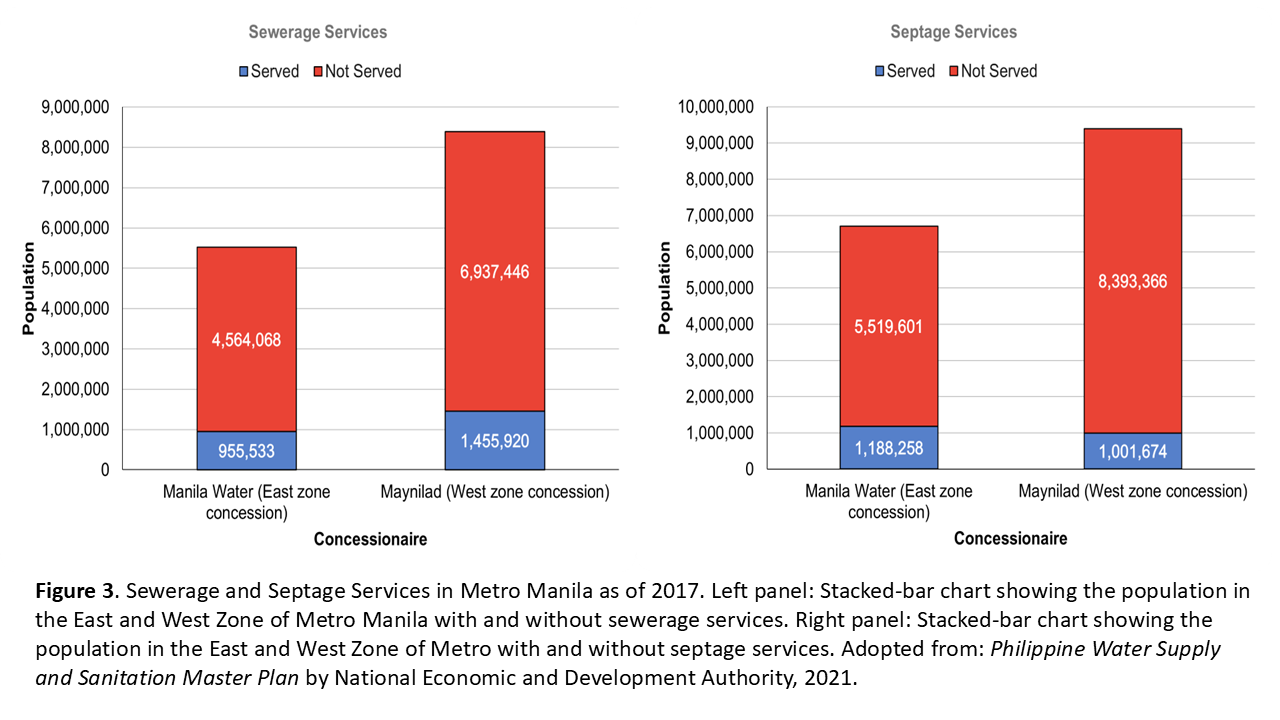 Sewerage Services
Served Not Served
9,000,000
8,000,000
7,000,000
6,000,000
5,000,000
4,000,000
3,000,000
2,000,000
1,000,000
0
Population
4,564,068
955,533
6,937,446
1,455,920
Manila Water (East zone
concession)
Maynilad (West zone concession)
Concessionaire
Septage Services
Served Not Served
10,000,000
9,000,000
8,000,000
7,000,000
6,000,000
5,000,000
4,000,000
3,000,000
2,000,000
1,000,000
0
Population
5,519,601
1,188,258
8,393,366
1,001,674
Manila Water (East zone
concession)
Maynilad (West zone concession)
Concessionaire
Figure 3. Sewerage and Septage Services in Metro Manila as of 2017. Left panel: Stacked-bar chart showing the population in
the East and West Zone of Metro Manila with and without sewerage services. Right panel: Stacked-bar chart showing the
population in the East and West Zone of Metro with and without septage services. Adopted from: Philippine Water Supply
and Sanitation Master Plan by National Economic and Development Authority, 2021.